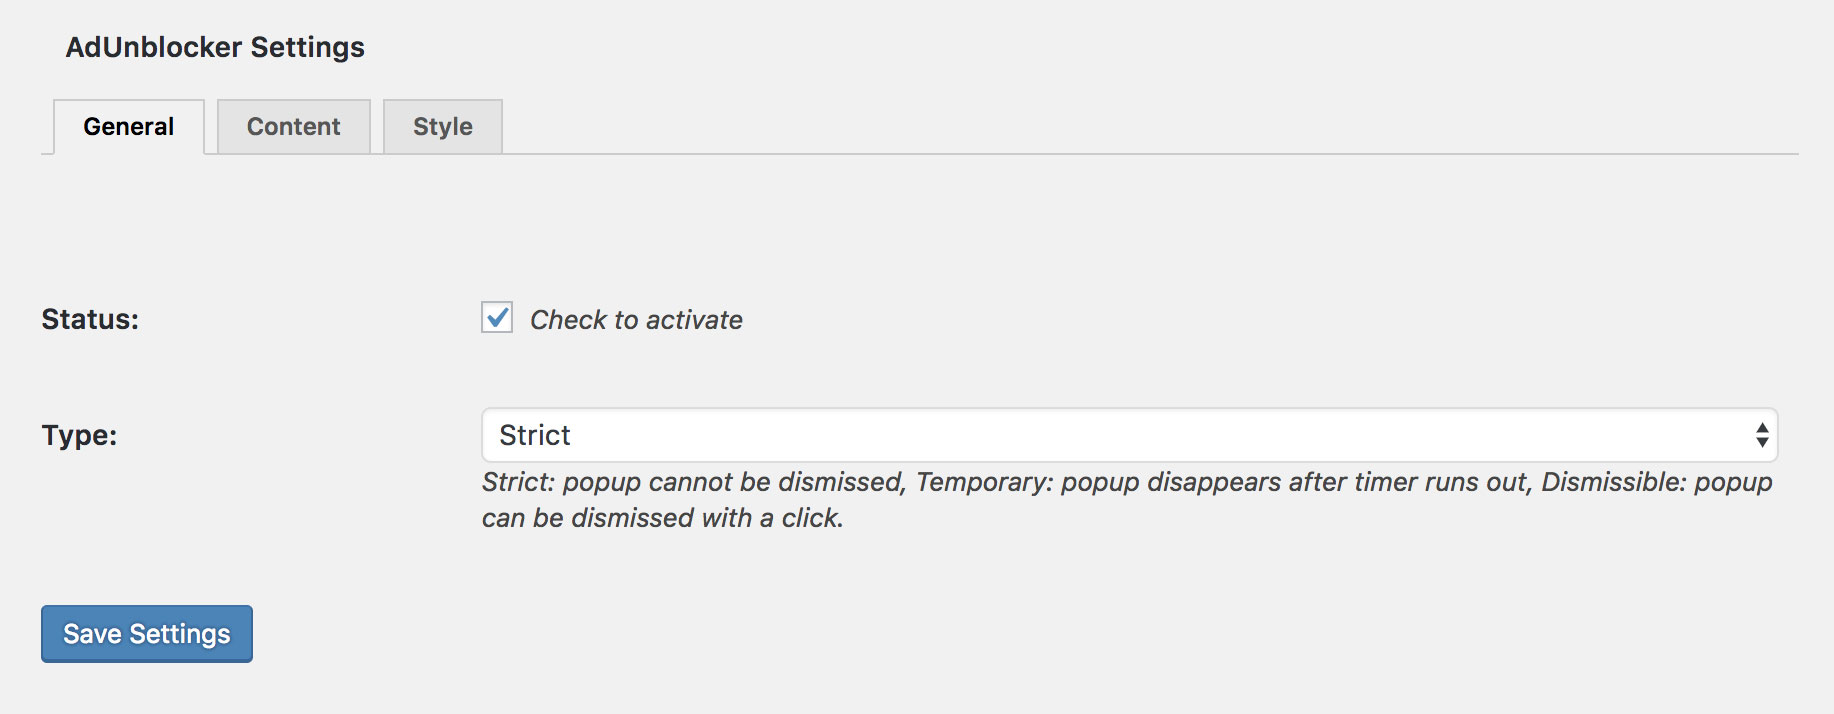 AdUnblocker Settings
General Content Style
Status: Check to activate
Type: Strict
Strict: popup cannot be dismissed, Temporary: popup disappears after timer runs out, Dismissible: popup
can be dismissed with a click.
Save Settings